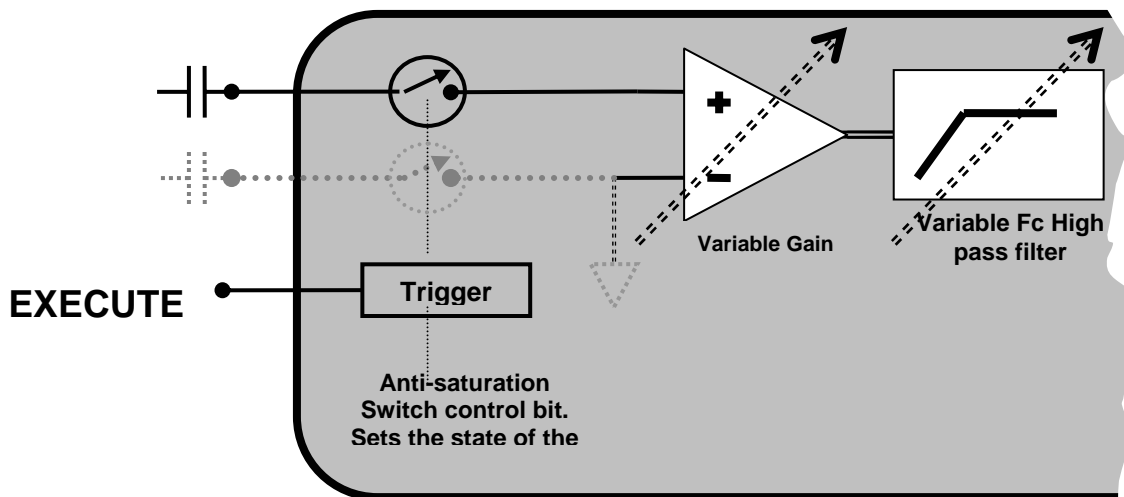 +
−
Variable Gain
Variable Fc High
pass filter
EXECUTE
Trigger
Anti-saturation
Switch control bit.
Sets the state of the